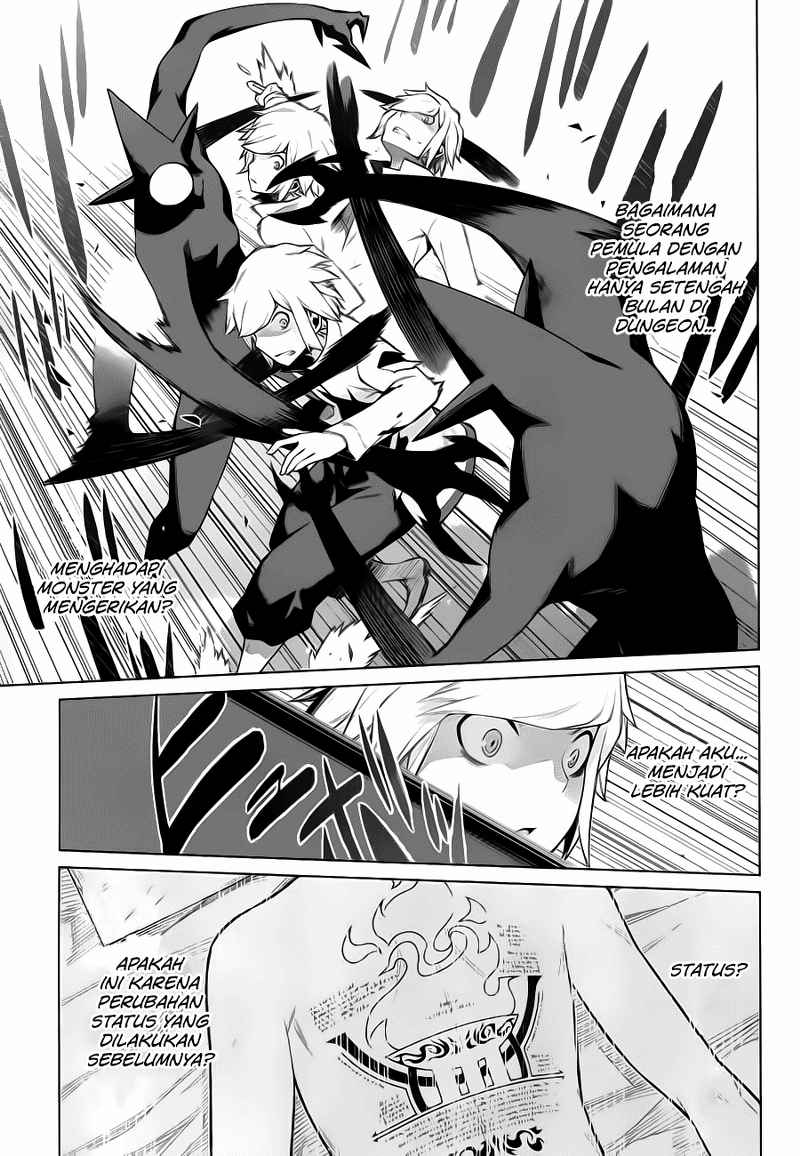 BAGAIMANA
SEORANG
PEMULA DENGAN
PENGALAMAN
HANYA SETENGAH
BULAN DI
DUNGEON...
MENGHADAPI
MONSTER YANG
MENGERIKAN?
APAKAH AKU...
MENJADI
LEBIH KUAT?
STATUS?
APAKAH
INI KARENA
PERUBAHAN
STATUS YANG
DILAKUKAN
SEBELUMNYA?